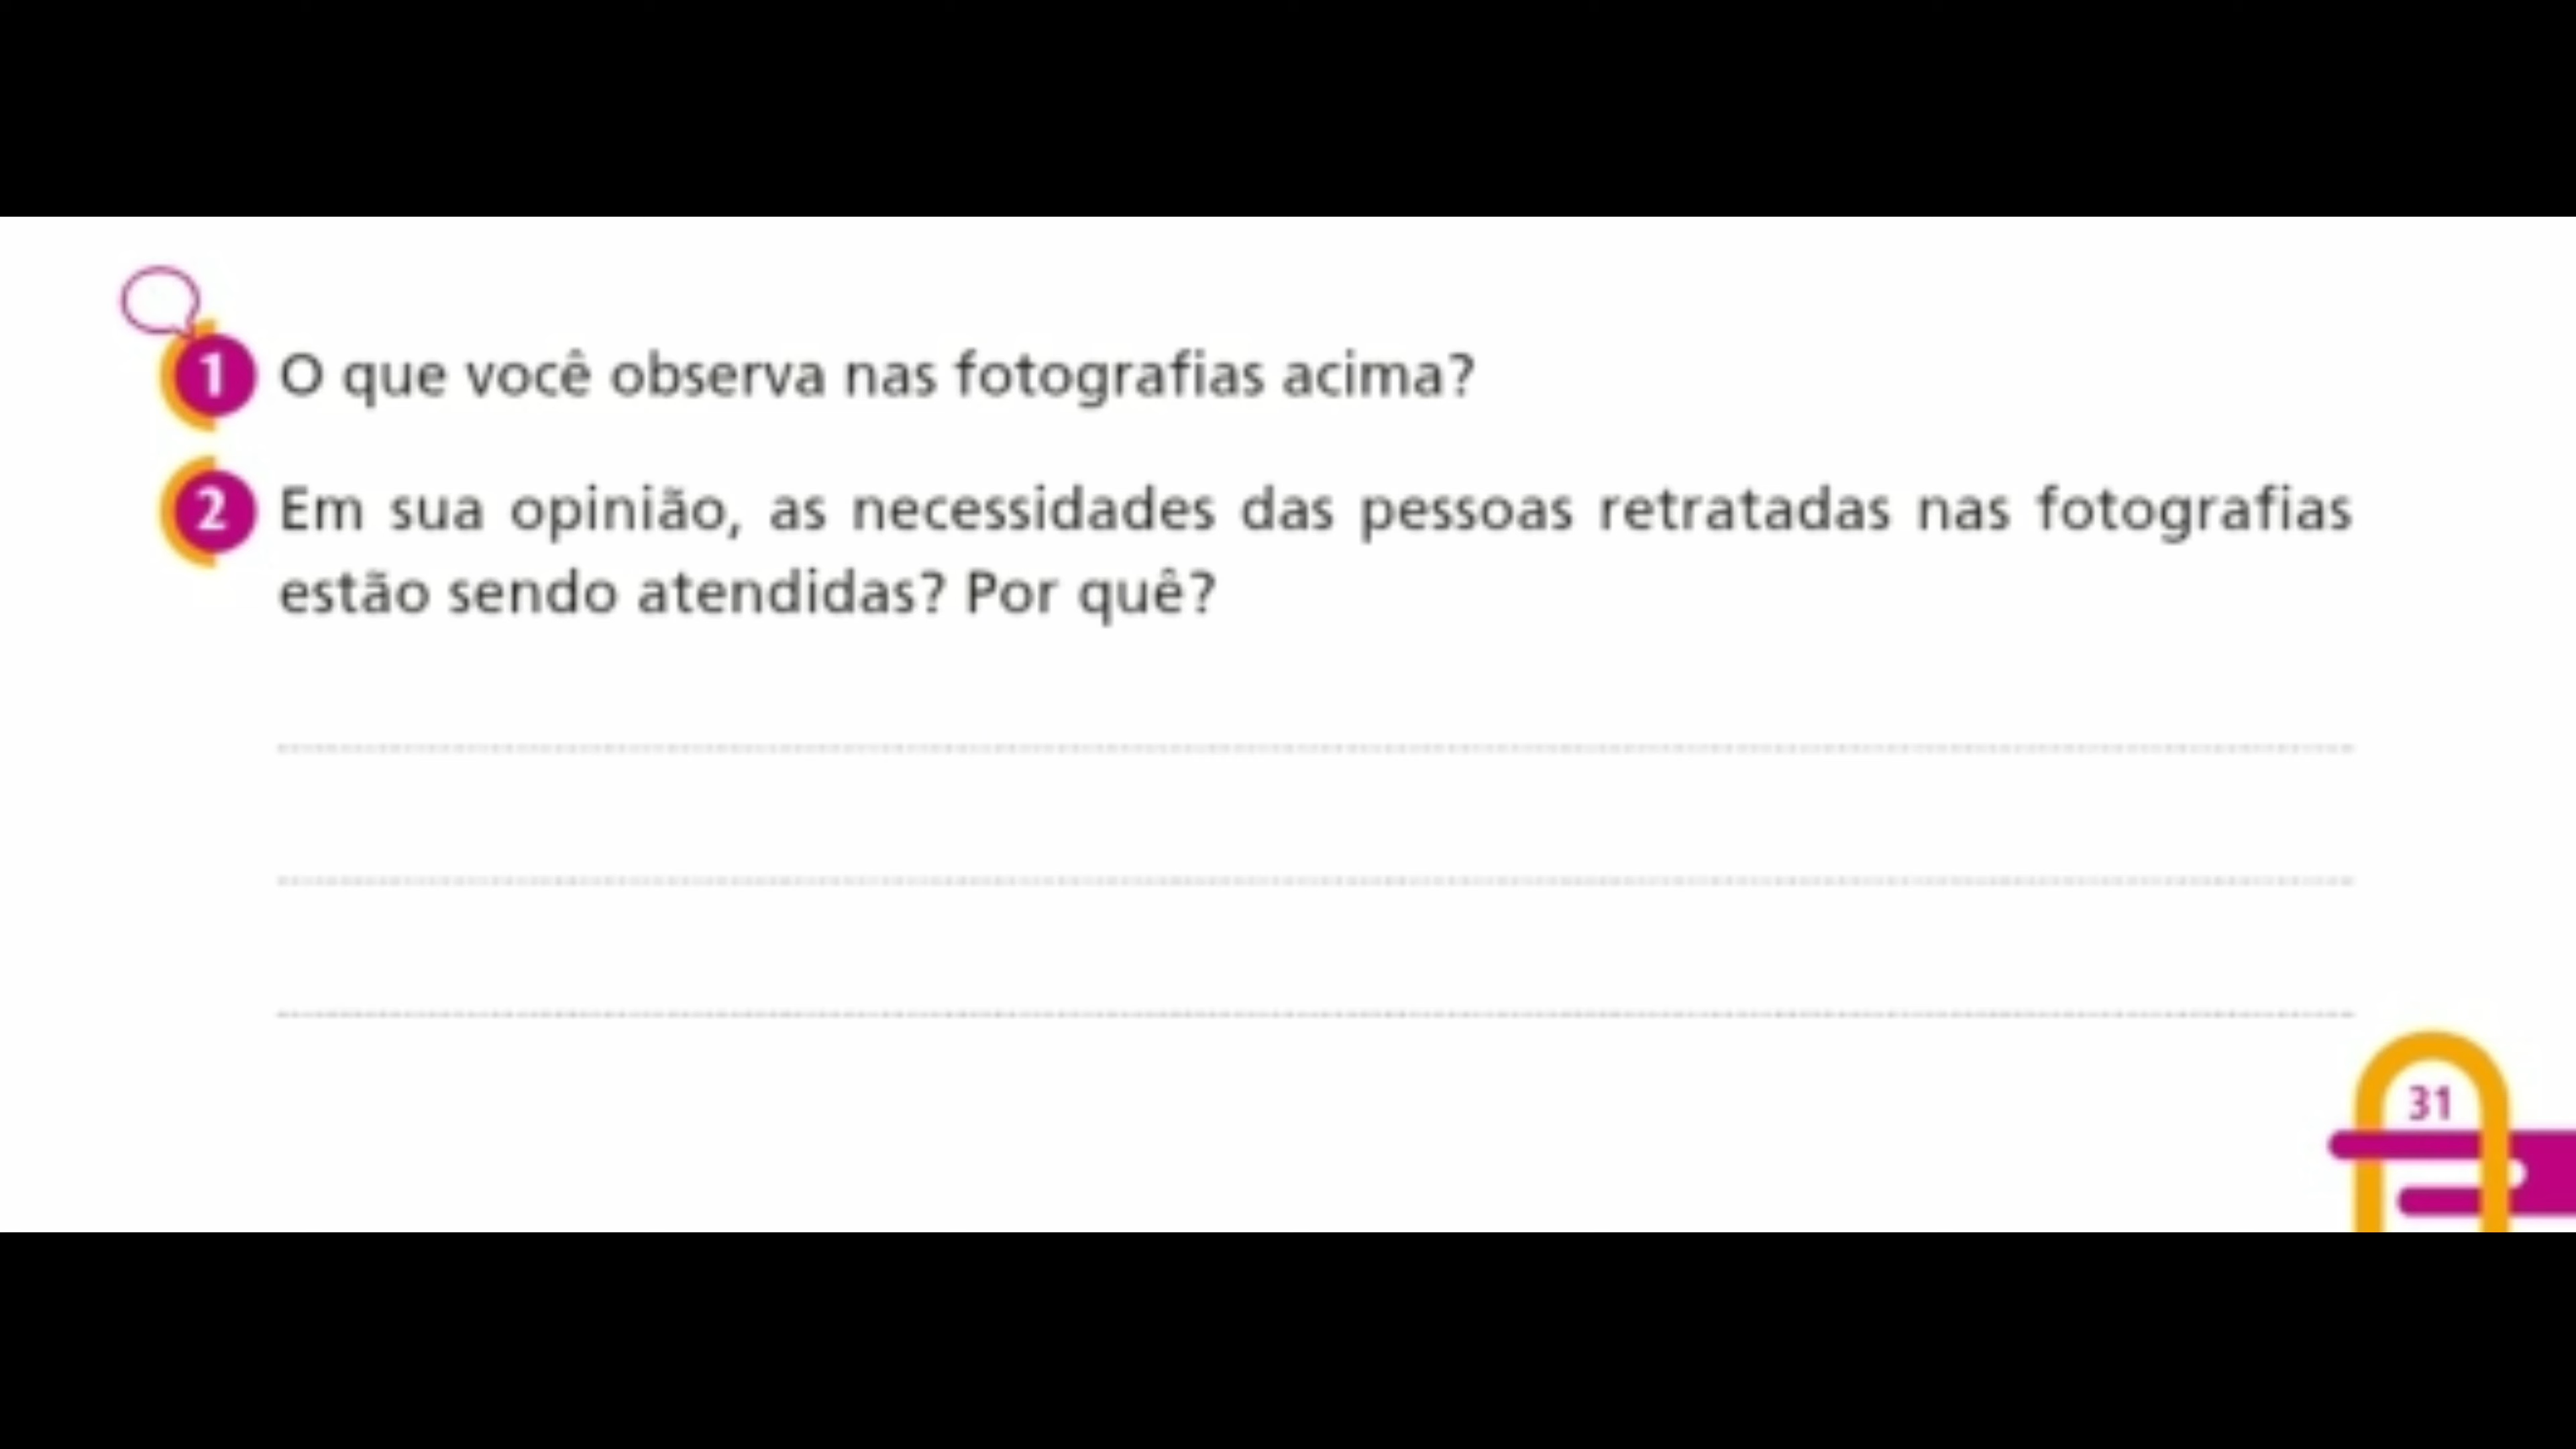 1 O que você observa nas fotografias acima?
2 Em sua opinião, as necessidades das pessoas retratadas nas fotografias
estão sendo atendidas? Por quê?
31